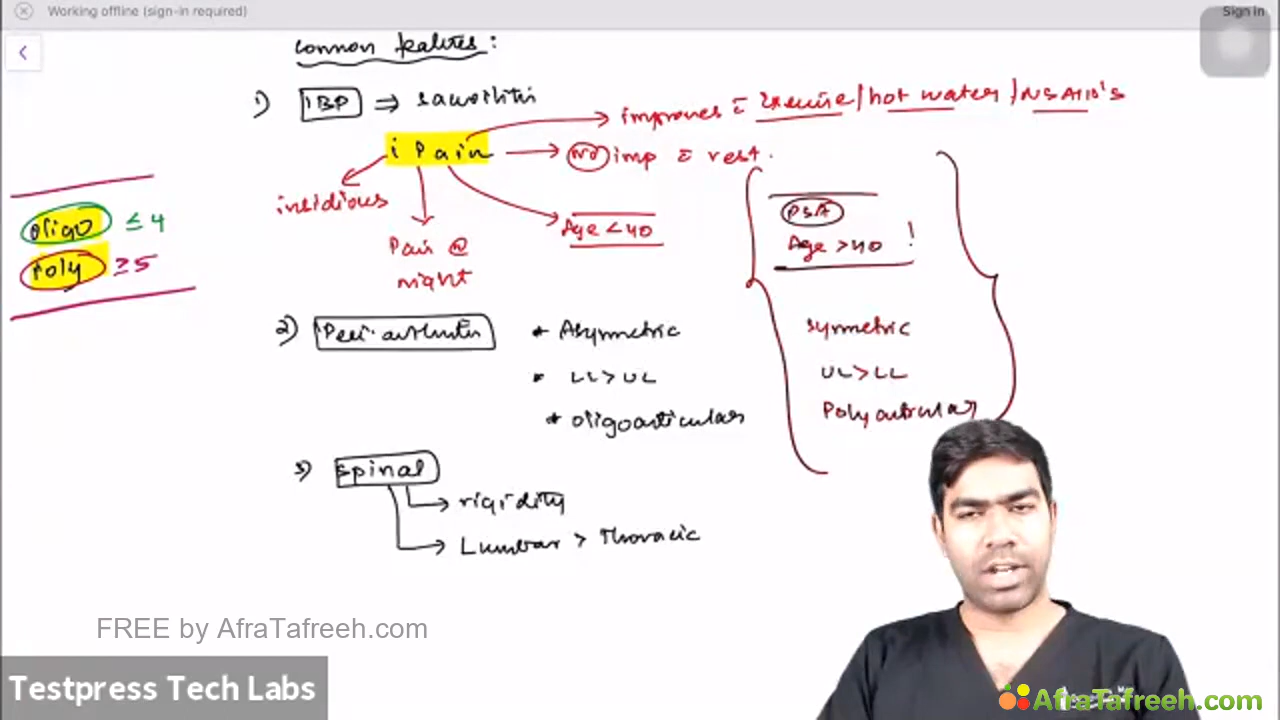 Working offline (sign-in required)
Sign in
common features:
1) IBP ⇒ sacroilitis
improves c̄ Exercise/hot water/NSAID's
i Pain
NO imp c̄ rest.
insidious
Pain @ night
Age < 40
oligo ≤ 4
Poly ≥ 5
PSA
Age > 40 !
2) Peri. arthritis
* Asymmetric
* LL > UL
* oligoarticular
symmetric
UL > LL
Polyarticular
3) spinal
rigidity
Lumbar > Thoracic
FREE by AfraTafreeh.com
Testpress Tech Labs
AfraTafreeh.com